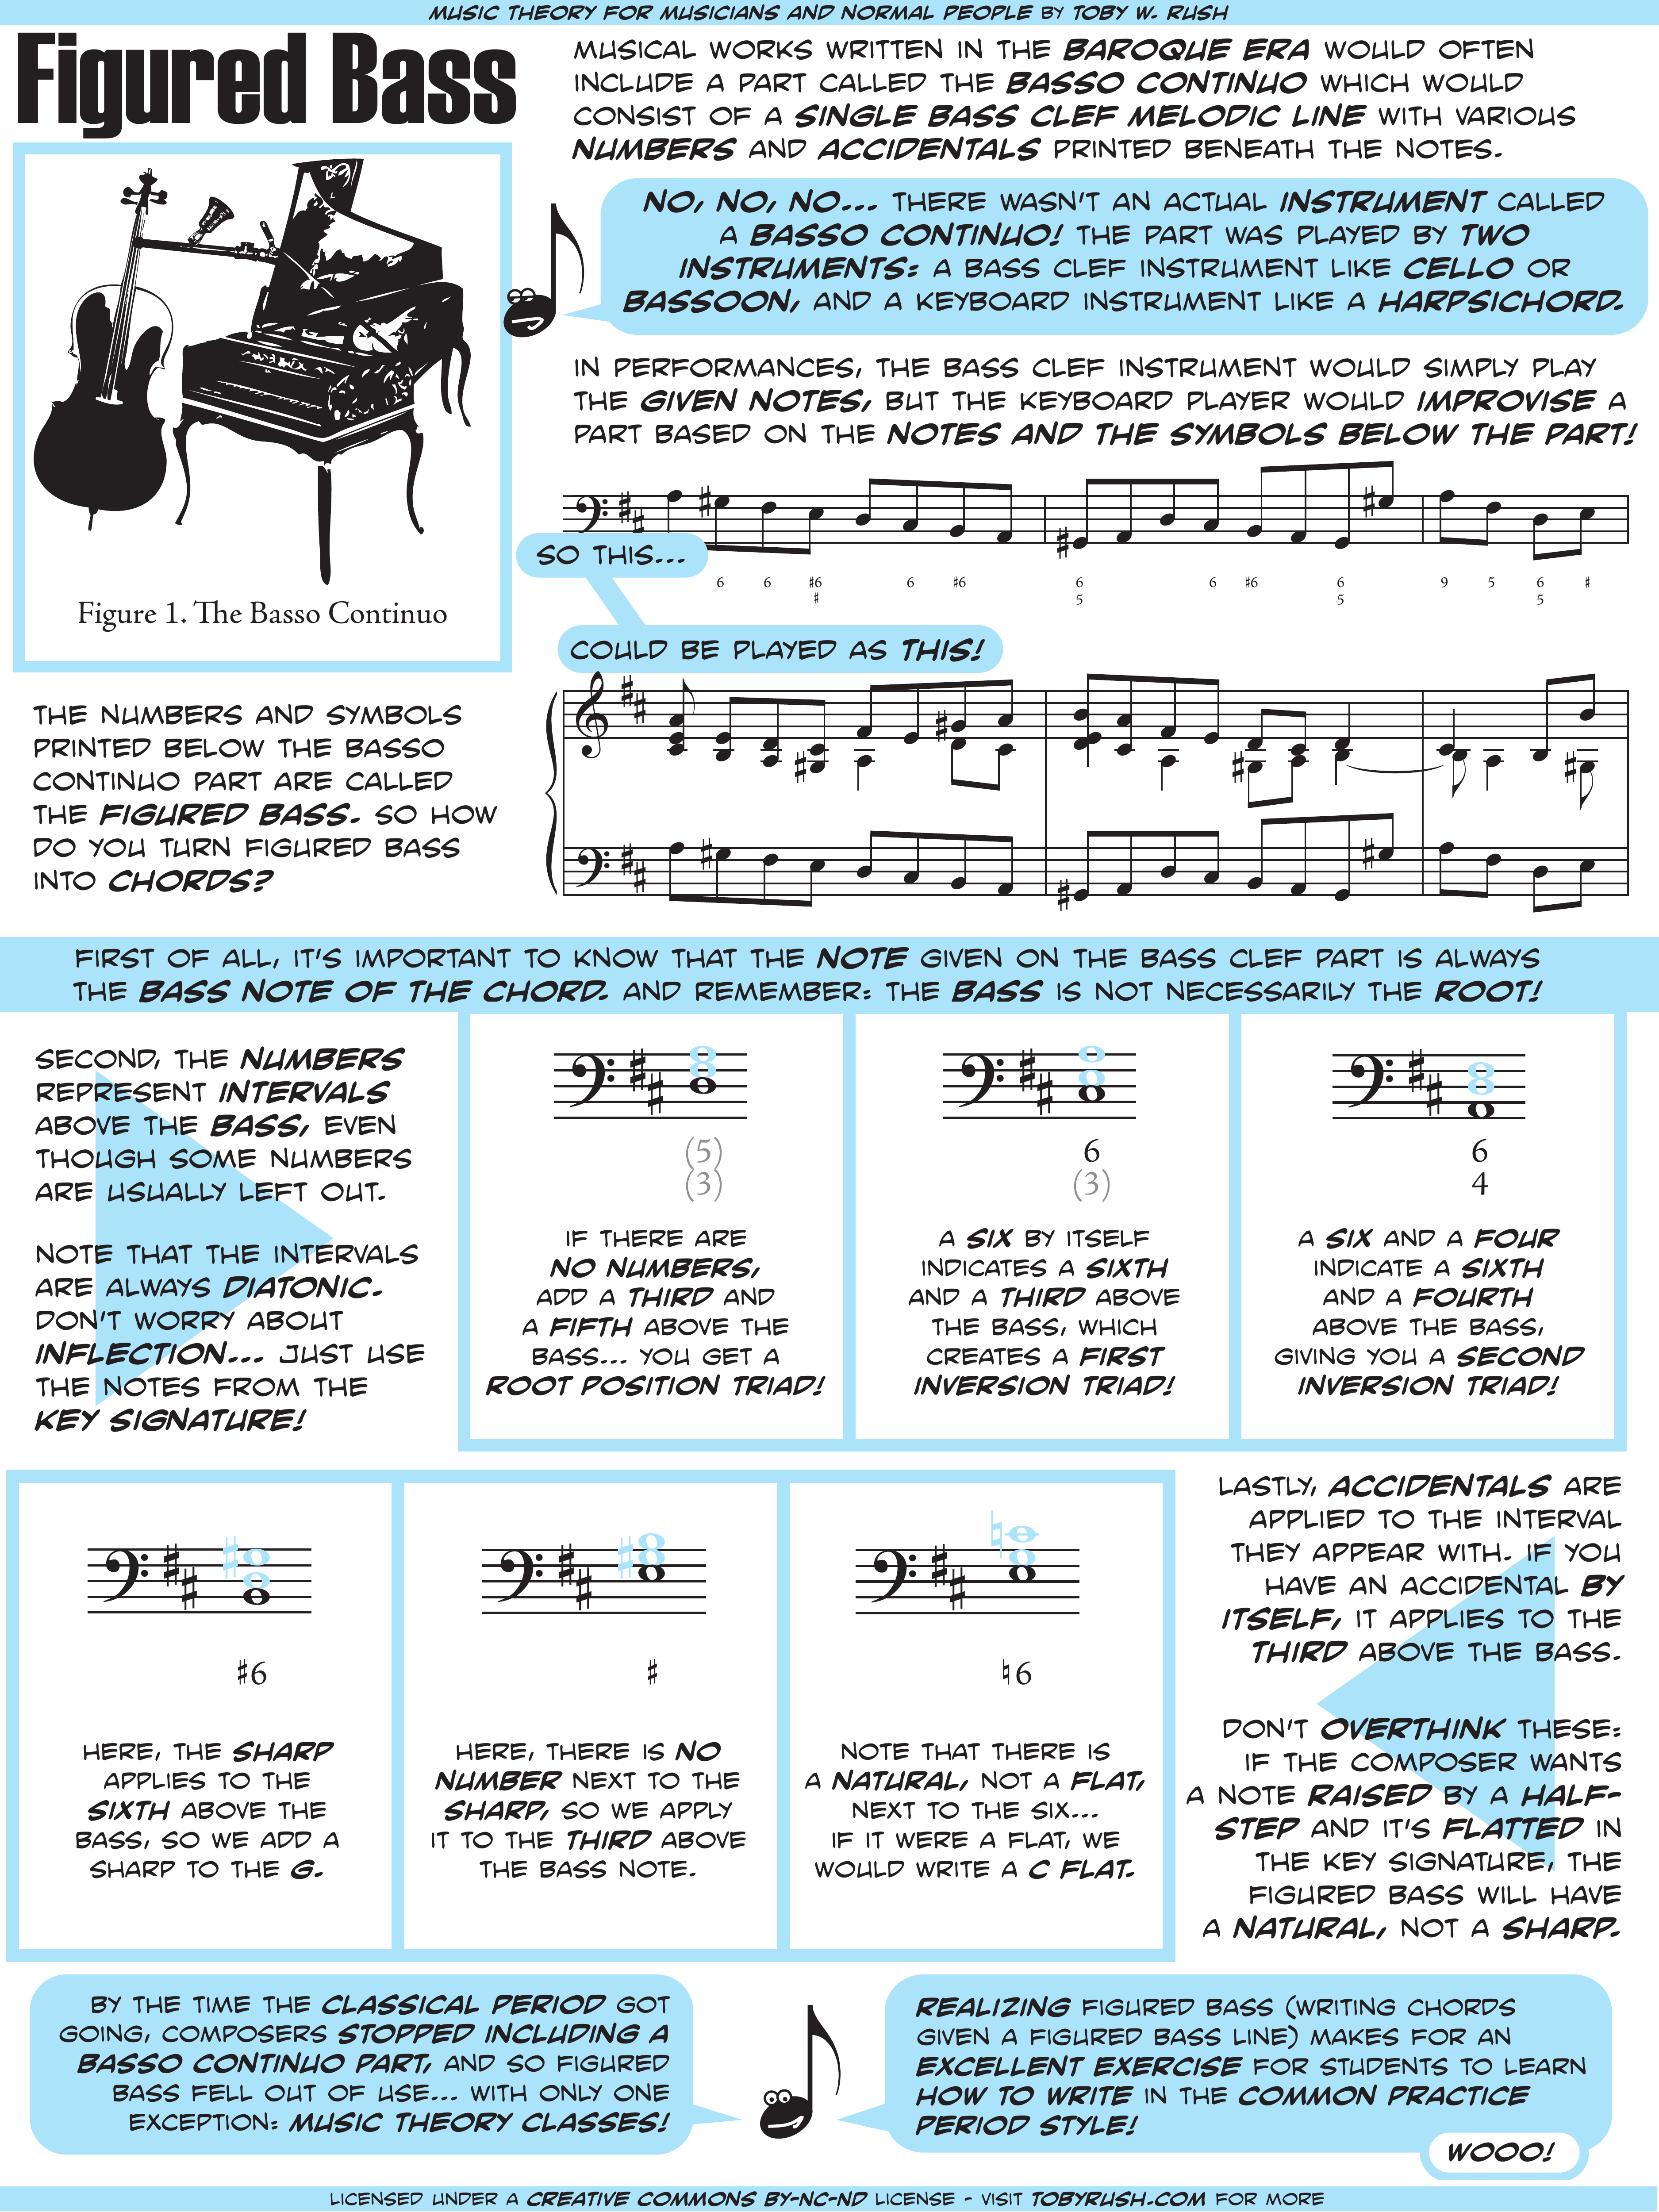 MUSIC THEORY FOR MUSICIANS AND NORMAL PEOPLE BY TOBY W. RUSH
Figured Bass
MUSICAL WORKS WRITTEN IN THE BAROQUE ERA WOULD OFTEN
INCLUDE A PART CALLED THE BASSO CONTINUO WHICH WOULD
CONSIST OF A SINGLE BASS CLEF MELODIC LINE WITH VARIOUS
NUMBERS AND ACCIDENTALS PRINTED BENEATH THE NOTES.
NO, NO, NO... THERE WASN'T AN ACTUAL INSTRUMENT CALLED
A BASSO CONTINUO! THE PART WAS PLAYED BY TWO
INSTRUMENTS: A BASS CLEF INSTRUMENT LIKE CELLO OR
BASSOON, AND A KEYBOARD INSTRUMENT LIKE A HARPSICHORD.
Figure 1. The Basso Continuo
IN PERFORMANCES, THE BASS CLEF INSTRUMENT WOULD SIMPLY PLAY
THE GIVEN NOTES, BUT THE KEYBOARD PLAYER WOULD IMPROVISE A
PART BASED ON THE NOTES AND THE SYMBOLS BELOW THE PART!
SO THIS...
6 6 ♯6 6 ♯6 6 6 ♯6 6 9 5 6 ♯
♯ 5 5 5
COULD BE PLAYED AS THIS!
THE NUMBERS AND SYMBOLS
PRINTED BELOW THE BASSO
CONTINUO PART ARE CALLED
THE FIGURED BASS. SO HOW
DO YOU TURN FIGURED BASS
INTO CHORDS?
FIRST OF ALL, IT'S IMPORTANT TO KNOW THAT THE NOTE GIVEN ON THE BASS CLEF PART IS ALWAYS
THE BASS NOTE OF THE CHORD. AND REMEMBER: THE BASS IS NOT NECESSARILY THE ROOT!
SECOND, THE NUMBERS
REPRESENT INTERVALS
ABOVE THE BASS, EVEN
THOUGH SOME NUMBERS
ARE USUALLY LEFT OUT.
NOTE THAT THE INTERVALS
ARE ALWAYS DIATONIC.
DON'T WORRY ABOUT
INFLECTION... JUST USE
THE NOTES FROM THE
KEY SIGNATURE!
(5)
(3)
IF THERE ARE
NO NUMBERS,
ADD A THIRD AND
A FIFTH ABOVE THE
BASS... YOU GET A
ROOT POSITION TRIAD!
6
(3)
A SIX BY ITSELF
INDICATES A SIXTH
AND A THIRD ABOVE
THE BASS, WHICH
CREATES A FIRST
INVERSION TRIAD!
6
4
A SIX AND A FOUR
INDICATE A SIXTH
AND A FOURTH
ABOVE THE BASS,
GIVING YOU A SECOND
INVERSION TRIAD!
♯6
HERE, THE SHARP
APPLIES TO THE
SIXTH ABOVE THE
BASS, SO WE ADD A
SHARP TO THE G.
♯
HERE, THERE IS NO
NUMBER NEXT TO THE
SHARP, SO WE APPLY
IT TO THE THIRD ABOVE
THE BASS NOTE.
♮6
NOTE THAT THERE IS
A NATURAL, NOT A FLAT,
NEXT TO THE SIX...
IF IT WERE A FLAT, WE
WOULD WRITE A C FLAT.
LASTLY, ACCIDENTALS ARE
APPLIED TO THE INTERVAL
THEY APPEAR WITH. IF YOU
HAVE AN ACCIDENTAL BY
ITSELF, IT APPLIES TO THE
THIRD ABOVE THE BASS.
DON'T OVERTHINK THESE:
IF THE COMPOSER WANTS
A NOTE RAISED BY A HALF-
STEP AND IT'S FLATTED IN
THE KEY SIGNATURE, THE
FIGURED BASS WILL HAVE
A NATURAL, NOT A SHARP.
BY THE TIME THE CLASSICAL PERIOD GOT
GOING, COMPOSERS STOPPED INCLUDING A
BASSO CONTINUO PART, AND SO FIGURED
BASS FELL OUT OF USE... WITH ONLY ONE
EXCEPTION: MUSIC THEORY CLASSES!
REALIZING FIGURED BASS (WRITING CHORDS
GIVEN A FIGURED BASS LINE) MAKES FOR AN
EXCELLENT EXERCISE FOR STUDENTS TO LEARN
HOW TO WRITE IN THE COMMON PRACTICE
PERIOD STYLE!
WOOO!
LICENSED UNDER A CREATIVE COMMONS BY-NC-ND LICENSE - VISIT TOBYRUSH.COM FOR MORE